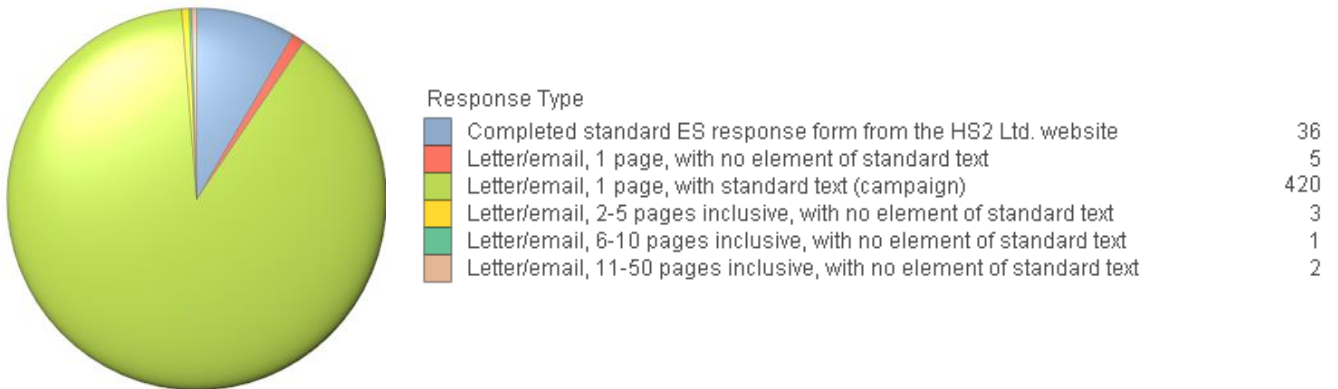 Response Type
Completed standard ES response form from the HS2 Ltd. website 36
Letter/email, 1 page, with no element of standard text 5
Letter/email, 1 page, with standard text (campaign) 420
Letter/email, 2-5 pages inclusive, with no element of standard text 3
Letter/email, 6-10 pages inclusive, with no element of standard text 1
Letter/email, 11-50 pages inclusive, with no element of standard text 2